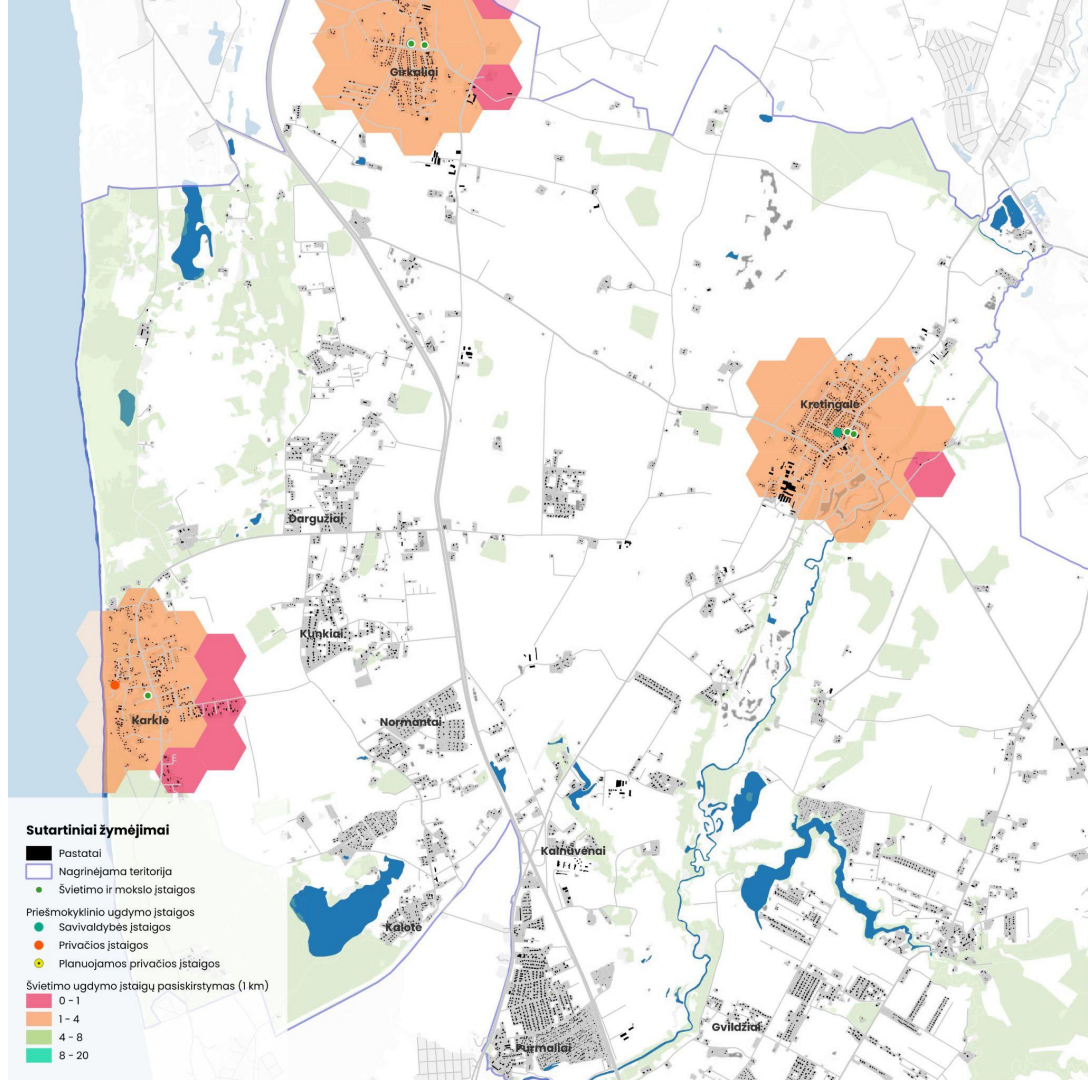 Girkaliai
Kretingalė
Dargužiai
Kunkiai
Karklė
Normantai
Kalnuvėnai
Kalotė
Gvildžiai
Purmaliai
Sutartiniai žymėjimai
Pastatai
Nagrinėjama teritorija
Švietimo ir mokslo įstaigos
Priešmokyklinio ugdymo įstaigos
Savivaldybės įstaigos
Privačios įstaigos
Planuojamos privačios įstaigos
Švietimo ugdymo įstaigų pasiskirstymas (1 km)
0 - 1
1 - 4
4 - 8
8 - 20